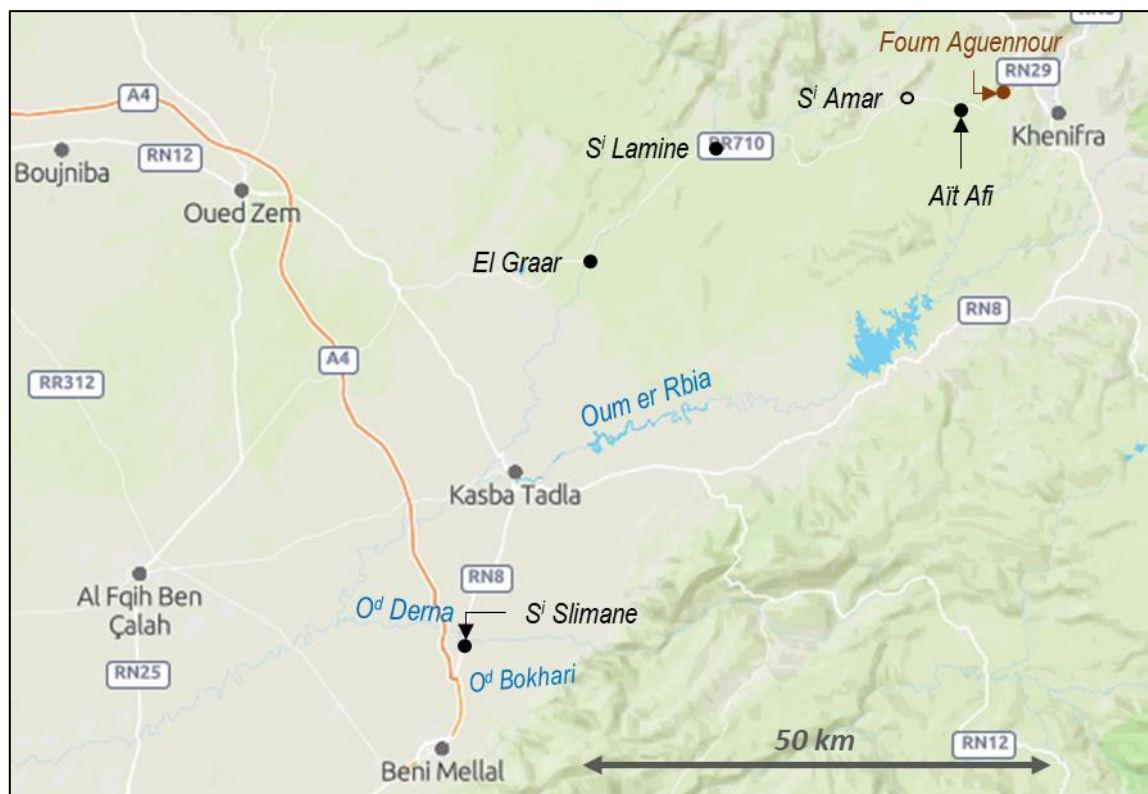 Foum Aguennour
RN8
RN29
A4
Sⁱ Amar
Khenifra
RN12
Boujniba
Sⁱ Lamine
RR710
Oued Zem
Aït Afi
El Graar
RN8
A4
RR312
Oum er Rbia
Kasba Tadla
RN8
Al Fqih Ben
Çalah
Oᵈ Derna
Sⁱ Slimane
RN25
Oᵈ Bokhari
50 km
RN12
Beni Mellal